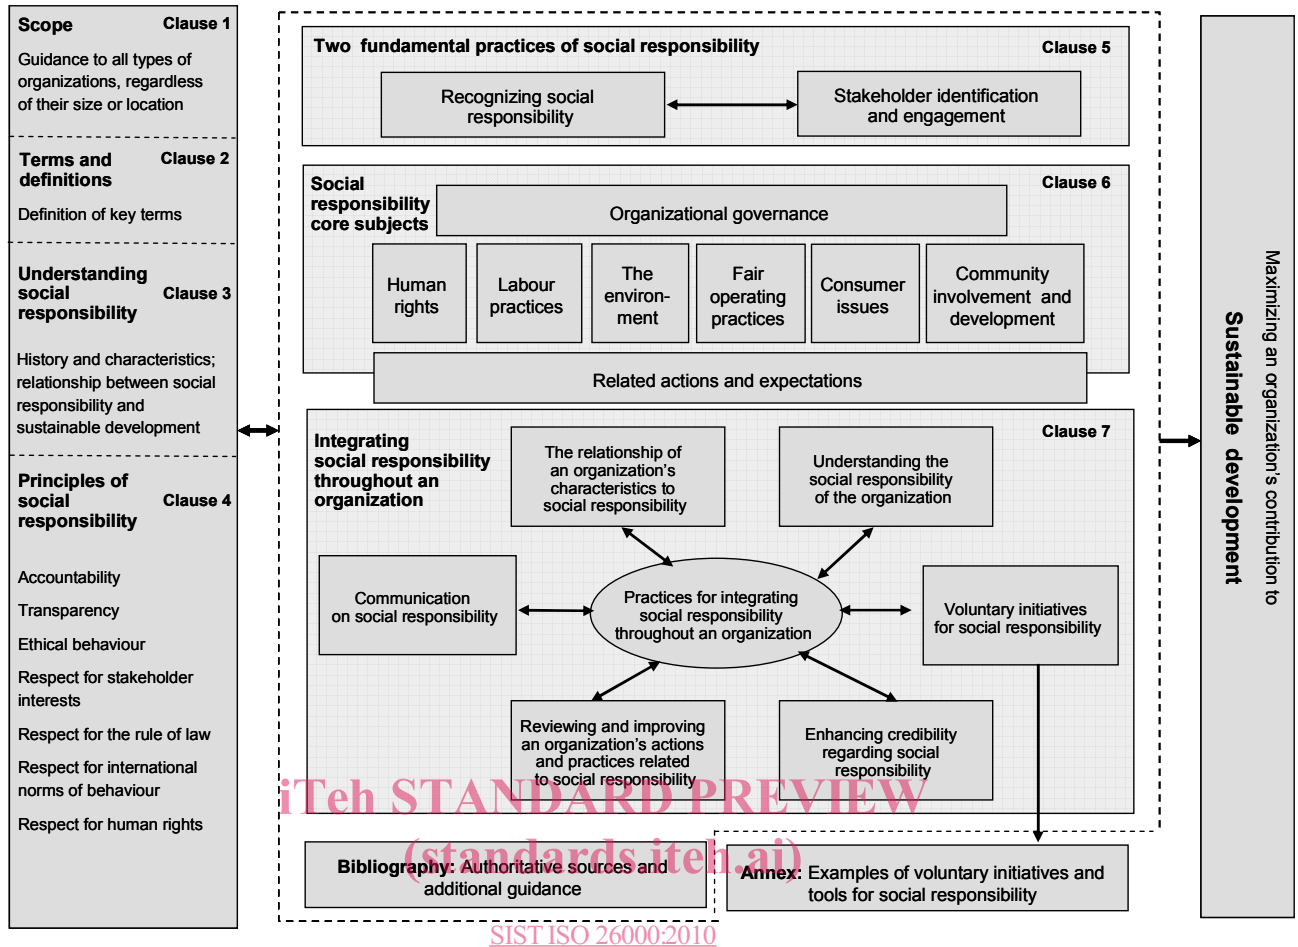 Scope Clause 1
Guidance to all types of
organizations, regardless
of their size or location
Terms and Clause 2
definitions
Definition of key terms
Understanding
social Clause 3
responsibility
History and characteristics;
relationship between social
responsibility and
sustainable development
Principles of
social Clause 4
responsibility
Accountability
Transparency
Ethical behaviour
Respect for stakeholder
interests
Respect for the rule of law
Respect for international
norms of behaviour
Respect for human rights
Two fundamental practices of social responsibility Clause 5
Recognizing social
responsibility
Stakeholder identification
and engagement
Social Clause 6
responsibility
core subjects
Organizational governance
Human
rights
Labour
practices
The
environ-
ment
Fair
operating
practices
Consumer
issues
Community
involvement and
development
Related actions and expectations
Integrating Clause 7
social responsibility
throughout an
organization
The relationship of
an organization's
characteristics to
social responsibility
Understanding the
social responsibility
of the organization
Communication
on social responsibility
Practices for integrating
social responsibility
throughout an organization
Voluntary initiatives
for social responsibility
Reviewing and improving
an organization's actions
and practices related
to social responsibility
Enhancing credibility
regarding social
responsibility
iTeh STANDARD PREVIEW
(standards.iteh.ai)
Bibliography: Authoritative sources and
additional guidance
Annex: Examples of voluntary initiatives and
tools for social responsibility
SIST ISO 26000:2010
Maximizing an organization's contribution to
Sustainable development